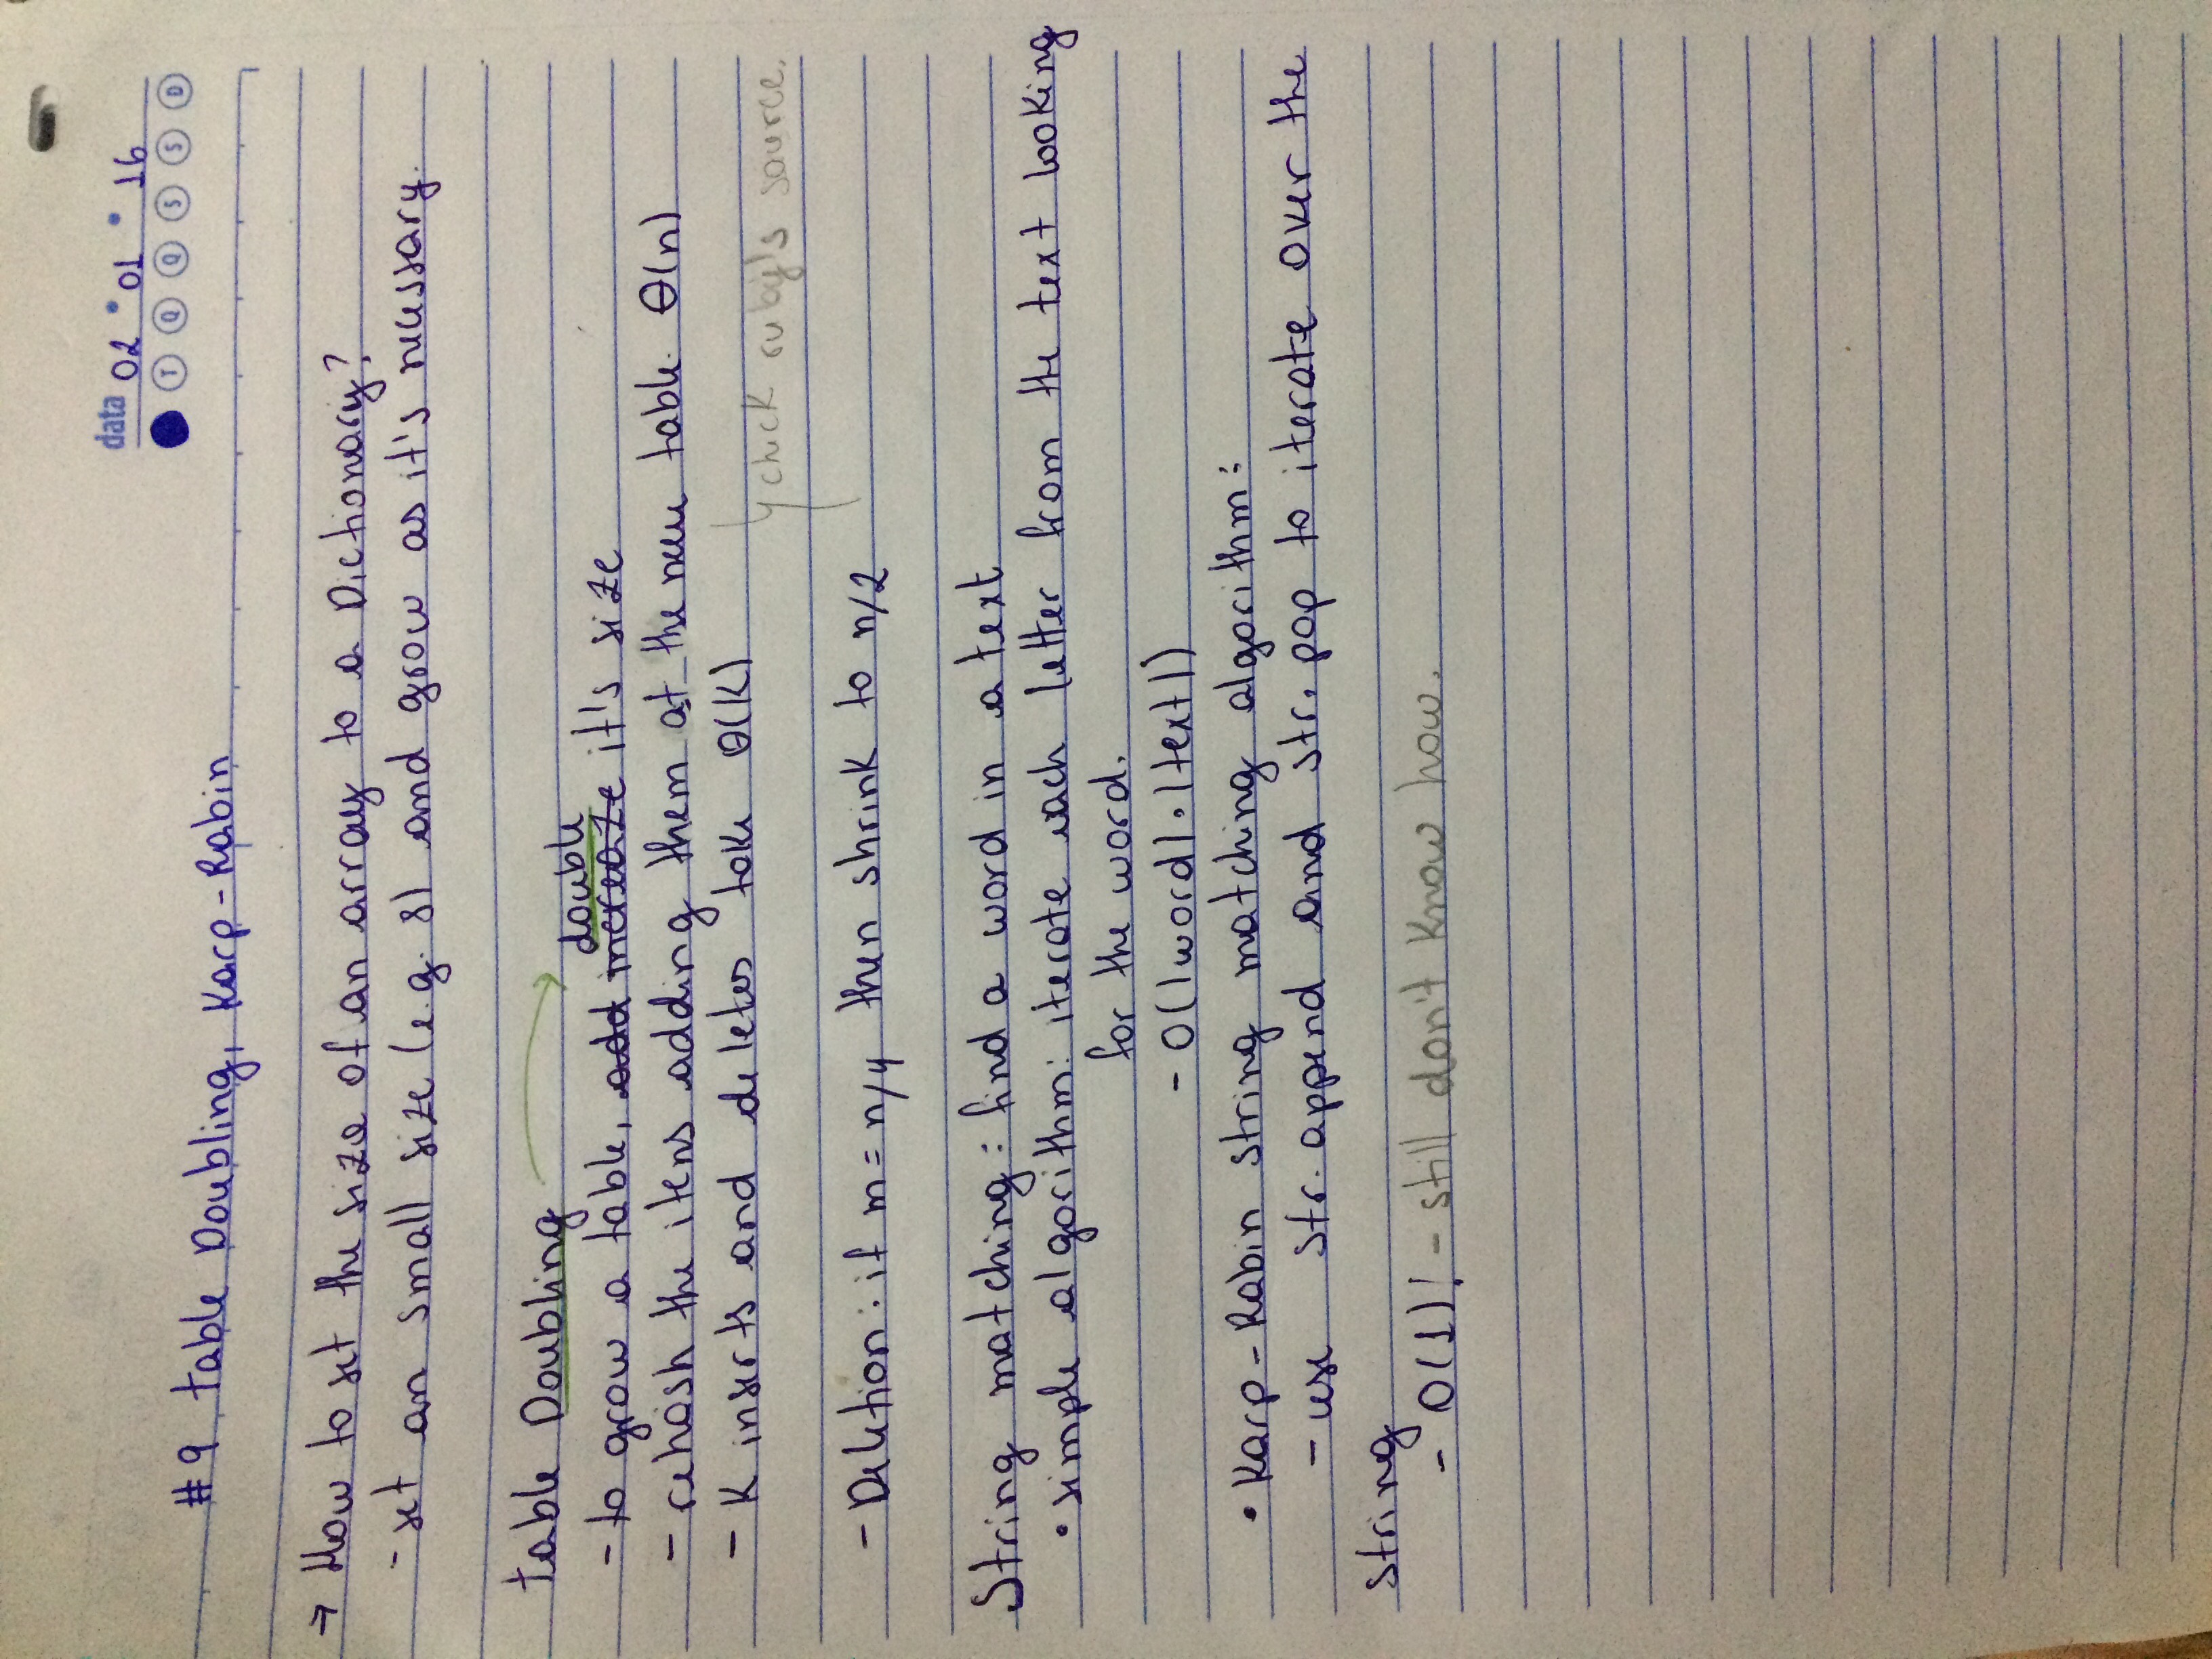 data 02 • 01 • 16
T Q Q S S D
#9 table Doubling, Karp-Rabin
→ How to set the size of an array to a Dictionary?
- set an small size (e.g. 8) and grow as it's necessary.
table Doubling
double
- to grow a table, add increaze it's size
- rehash the itens adding them at the new table. Θ(n)
- K inserts and deletes take Θ(K)
↳ check ruby's source.
- Deletion: if m = n/4 then shrink to n/2
String matching: find a word in a text
• simple algorithm: iterate each letter from the text looking
for the word.
- O(|word|•|text|)
• Karp-Rabin string matching algorithm:
- use str.append and str.pop to iterate over the
string
- O(1)! - still don't know how.